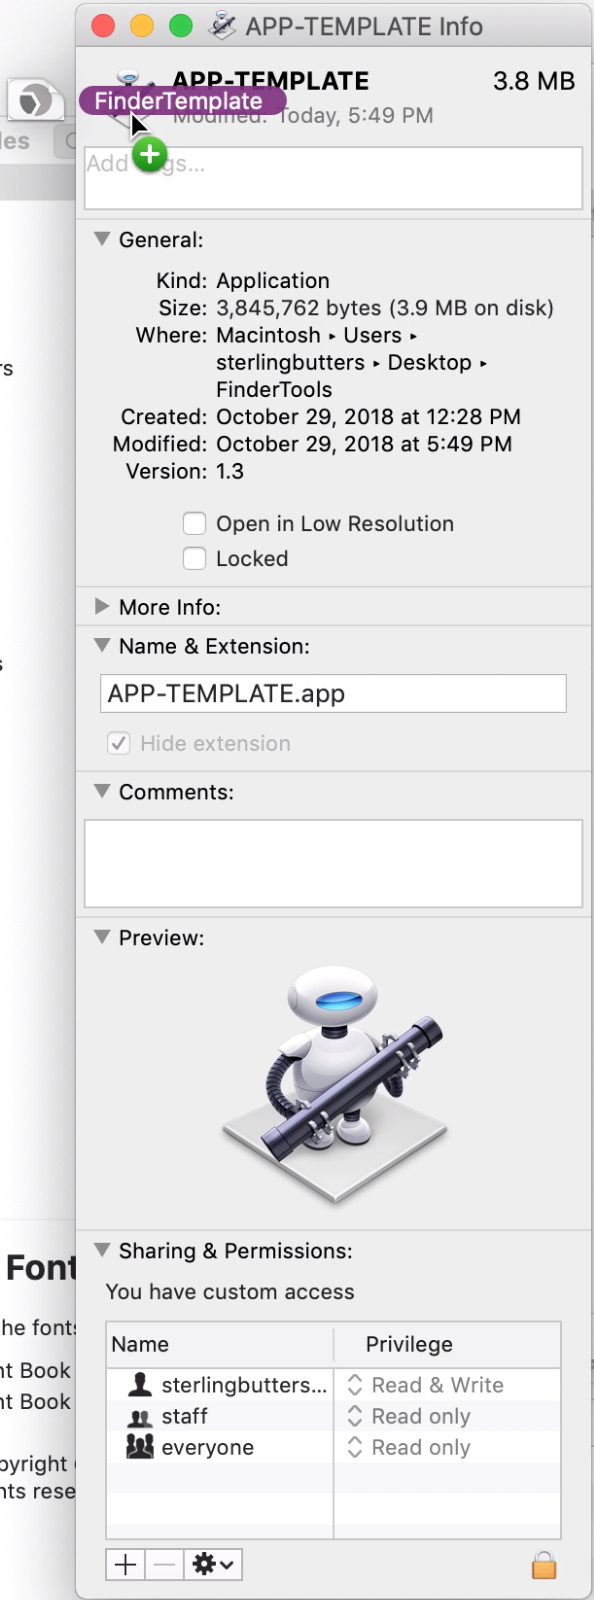 APP-TEMPLATE Info
APP-TEMPLATE 3.8 MB
FinderTemplate
Modified: Today, 5:49 PM
les
Add gs...
General:
Kind: Application
Size: 3,845,762 bytes (3.9 MB on disk)
Where: Macintosh ▸ Users ▸
sterlingbutters ▸ Desktop ▸
FinderTools
rs
Created: October 29, 2018 at 12:28 PM
Modified: October 29, 2018 at 5:49 PM
Version: 1.3
Open in Low Resolution
Locked
More Info:
Name & Extension:
s
APP-TEMPLATE.app
Hide extension
Comments:
Preview:
Sharing & Permissions:
Font
You have custom access
he fonts
Name Privilege
nt Book
sterlingbutters... Read & Write
nt Book
staff Read only
everyone Read only
pyright
nts rese